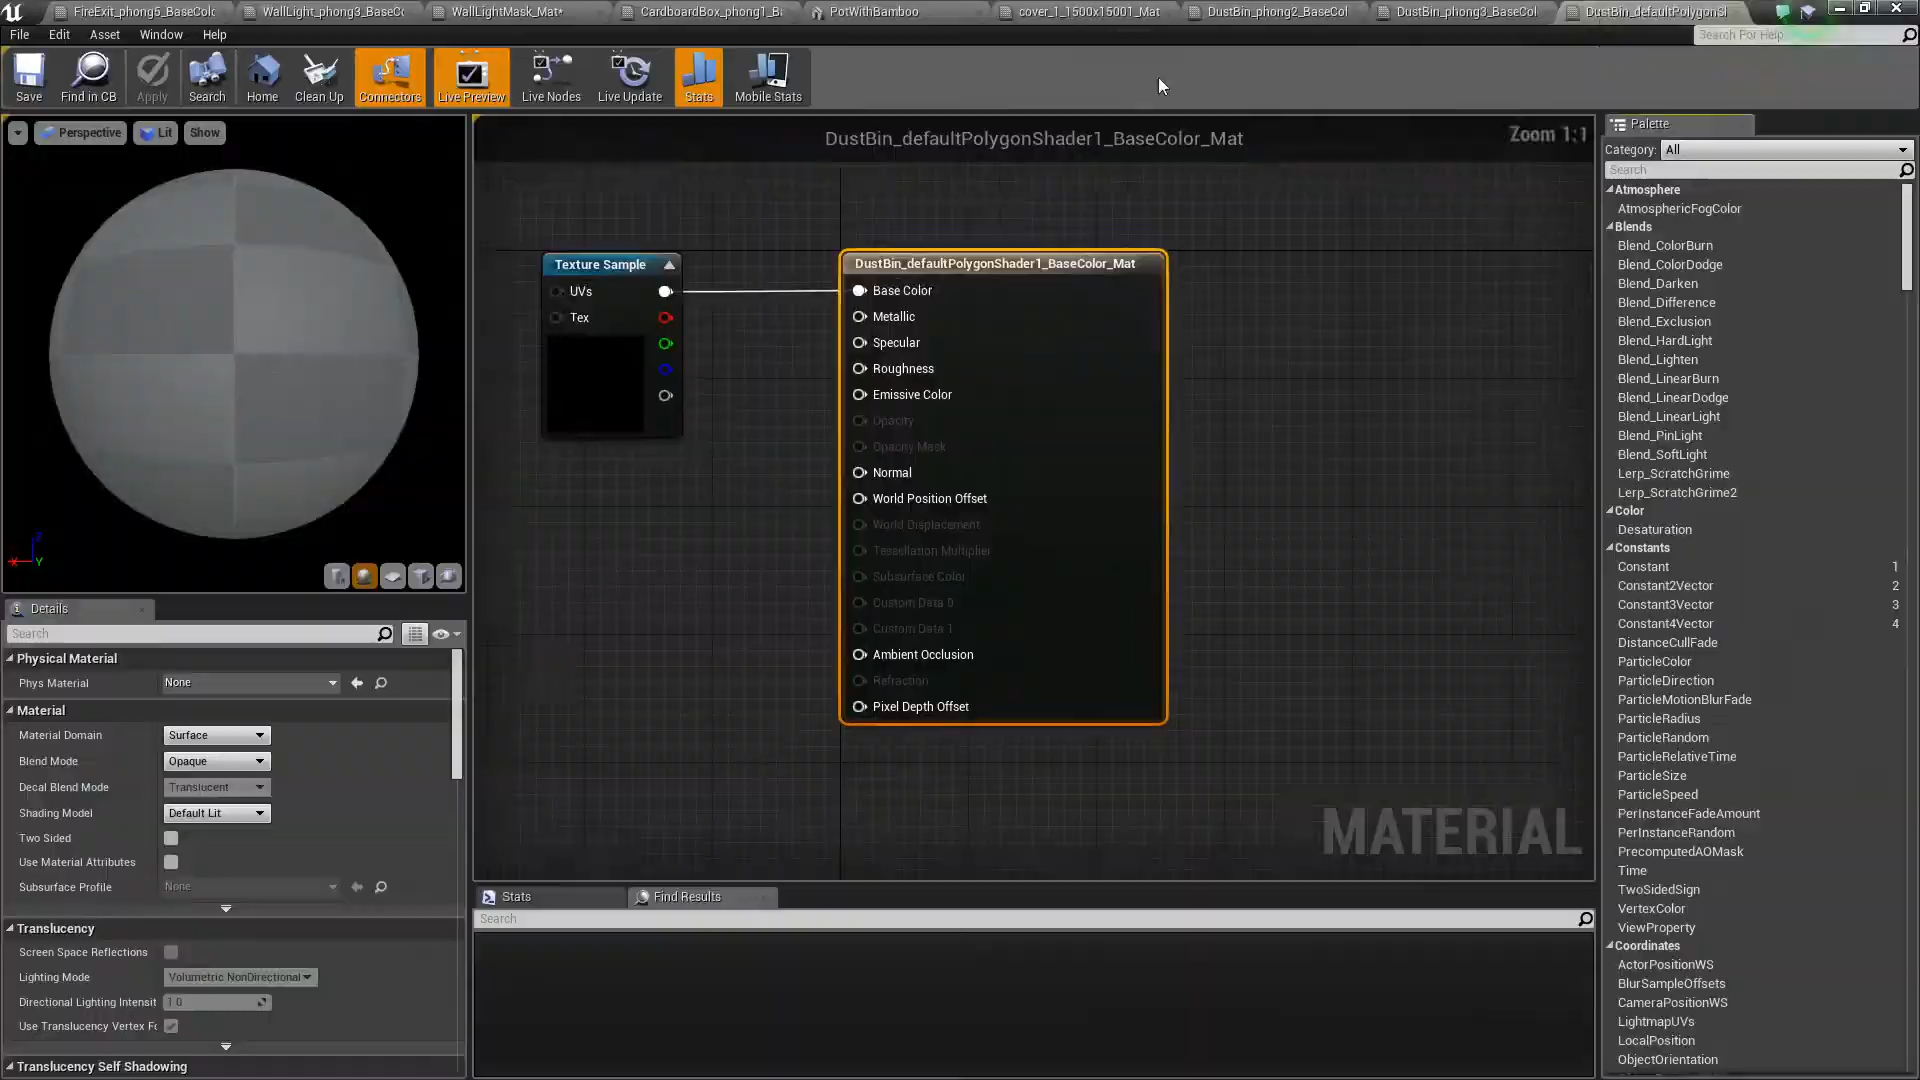 FireExit_phong5_BaseColc
WallLight_phong3_BaseCc
WallLightMask_Mat*
CardboardBox_phong1_B
PotWithBamboo
cover_1_1500x15001_Mat
DustBin_phong2_BaseCol
DustBin_phong3_BaseCol
DustBin_defaultPolygonSl
File Edit Asset Window Help
Search For Help
Save
Find in CB
Apply
Search
Home
Clean Up
Connectors
Live Preview
Live Nodes
Live Update
Stats
Mobile Stats
Perspective
Lit
Show
DustBin_defaultPolygonShader1_BaseColor_Mat
Zoom 1:1
Texture Sample
UVs
Tex
DustBin_defaultPolygonShader1_BaseColor_Mat
Base Color
Metallic
Specular
Roughness
Emissive Color
Opacity
Opacity Mask
Normal
World Position Offset
World Displacement
Tessellation Multiplier
Subsurface Color
Custom Data 0
Custom Data 1
Ambient Occlusion
Refraction
Pixel Depth Offset
MATERIAL
Z
X
Y
Details
Search
Physical Material
Phys Material None
Material
Material Domain Surface
Blend Mode Opaque
Decal Blend Mode Translucent
Shading Model Default Lit
Two Sided
Use Material Attributes
Subsurface Profile None
Translucency
Screen Space Reflections
Lighting Mode Volumetric NonDirectional
Directional Lighting Intensit 1.0
Use Translucency Vertex Fc
Translucency Self Shadowing
Stats
Find Results
Search
Palette
Category: All
Search
Atmosphere
AtmosphericFogColor
Blends
Blend_ColorBurn
Blend_ColorDodge
Blend_Darken
Blend_Difference
Blend_Exclusion
Blend_HardLight
Blend_Lighten
Blend_LinearBurn
Blend_LinearDodge
Blend_LinearLight
Blend_PinLight
Blend_SoftLight
Lerp_ScratchGrime
Lerp_ScratchGrime2
Color
Desaturation
Constants
Constant 1
Constant2Vector 2
Constant3Vector 3
Constant4Vector 4
DistanceCullFade
ParticleColor
ParticleDirection
ParticleMotionBlurFade
ParticleRadius
ParticleRandom
ParticleRelativeTime
ParticleSize
ParticleSpeed
PerInstanceFadeAmount
PerInstanceRandom
PrecomputedAOMask
Time
TwoSidedSign
VertexColor
ViewProperty
Coordinates
ActorPositionWS
BlurSampleOffsets
CameraPositionWS
LightmapUVs
LocalPosition
ObjectOrientation